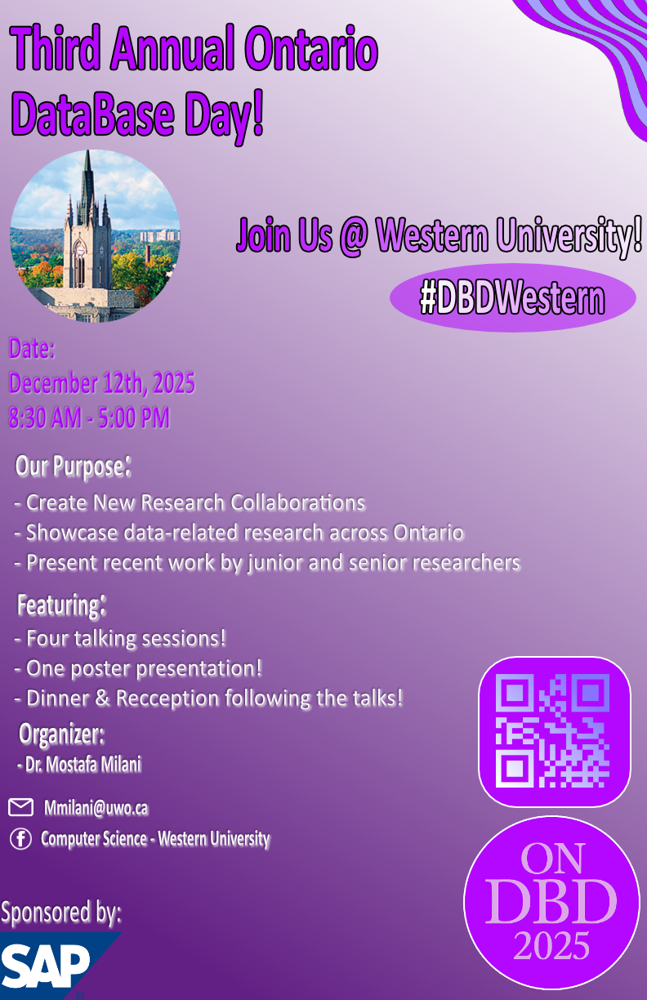 Third Annual Ontario
DataBase Day!
Join Us @ Western University!
#DBDWestern
Date:
December 12th, 2025
8:30 AM - 5:00 PM
Our Purpose:
- Create New Research Collaborations
- Showcase data-related research across Ontario
- Present recent work by junior and senior researchers
Featuring:
- Four talking sessions!
- One poster presentation!
- Dinner & Recception following the talks!
Organizer:
- Dr. Mostafa Milani
Mmilani@uwo.ca
Computer Science - Western University
Sponsored by:
SAP®
ON
DBD
2025